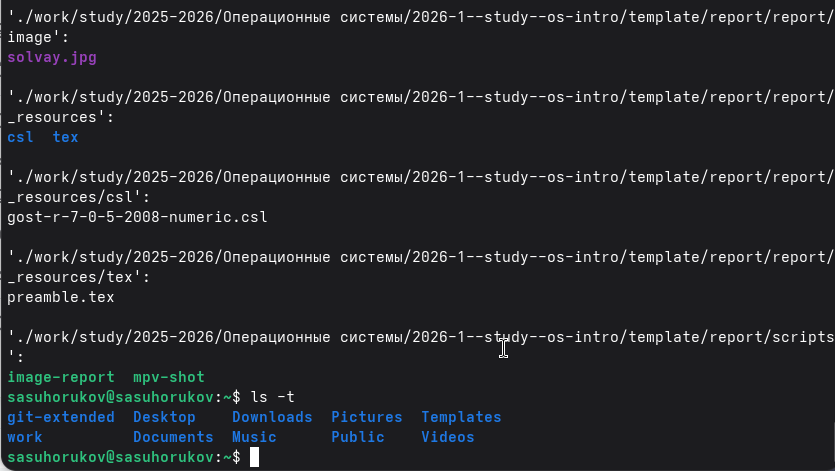 './work/study/2025-2026/Операционные системы/2026-1--study--os-intro/template/report/report/
image':
solvay.jpg
'./work/study/2025-2026/Операционные системы/2026-1--study--os-intro/template/report/report/
_resources':
csl  tex
'./work/study/2025-2026/Операционные системы/2026-1--study--os-intro/template/report/report/
_resources/csl':
gost-r-7-0-5-2008-numeric.csl
'./work/study/2025-2026/Операционные системы/2026-1--study--os-intro/template/report/report/
_resources/tex':
preamble.tex
'./work/study/2025-2026/Операционные системы/2026-1--study--os-intro/template/report/scripts
':
image-report  mpv-shot
sasuhorukov@sasuhorukov:~$ ls -t
git-extended  Desktop    Downloads  Pictures  Templates
work          Documents  Music      Public    Videos
sasuhorukov@sasuhorukov:~$